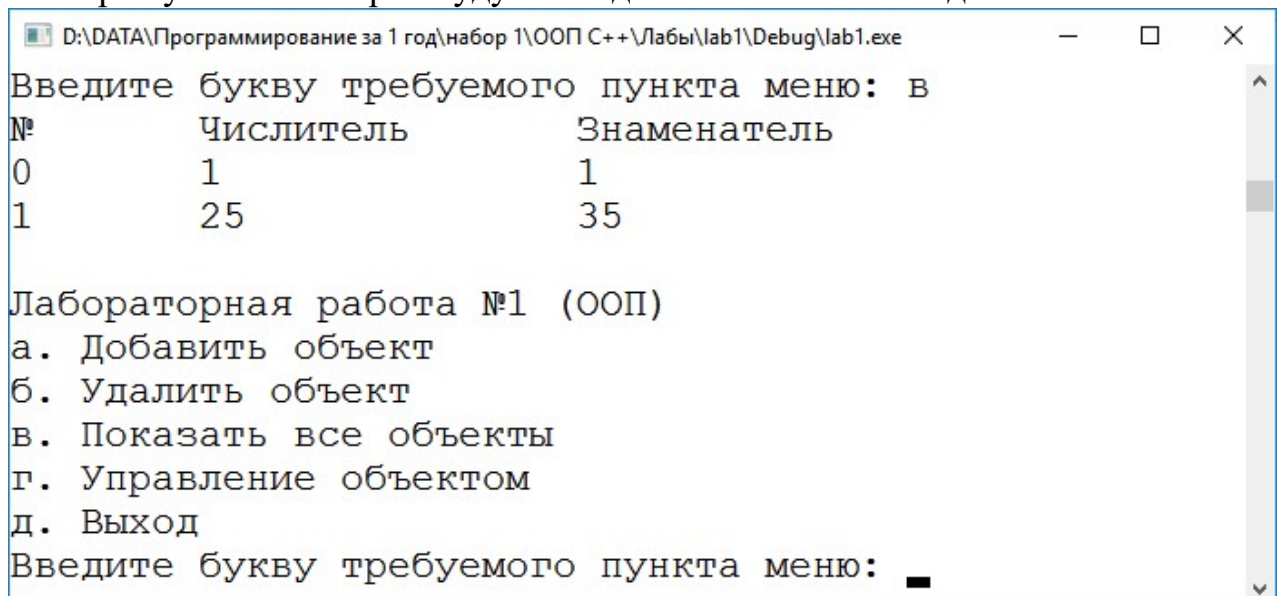 D:\DATA\Программирование за 1 год\набор 1\ООП C++\Лабы\lab1\Debug\lab1.exe
Введите букву требуемого пункта меню: в
№ Числитель Знаменатель
0 1 1
1 25 35
Лабораторная работа №1 (ООП)
а. Добавить объект
б. Удалить объект
в. Показать все объекты
г. Управление объектом
д. Выход
Введите букву требуемого пункта меню: